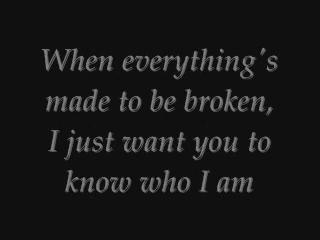 When everything's
made to be broken,
I just want you to
know who I am